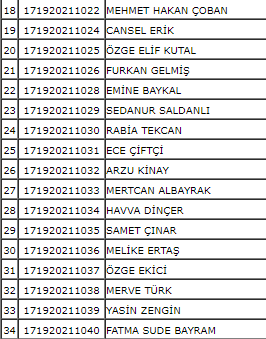 18 171920211022 MEHMET HAKAN ÇOBAN
19 171920211024 CANSEL ERİK
20 171920211025 ÖZGE ELİF KUTAL
21 171920211026 FURKAN GELMİŞ
22 171920211028 EMİNE BAYKAL
23 171920211029 SEDANUR SALDANLI
24 171920211030 RABİA TEKCAN
25 171920211031 ECE ÇİFTÇİ
26 171920211032 ARZU KİNAY
27 171920211033 MERTCAN ALBAYRAK
28 171920211034 HAVVA DİNÇER
29 171920211035 SAMET ÇINAR
30 171920211036 MELİKE ERTAŞ
31 171920211037 ÖZGE EKİCİ
32 171920211038 MERVE TÜRK
33 171920211039 YASİN ZENGİN
34 171920211040 FATMA SUDE BAYRAM